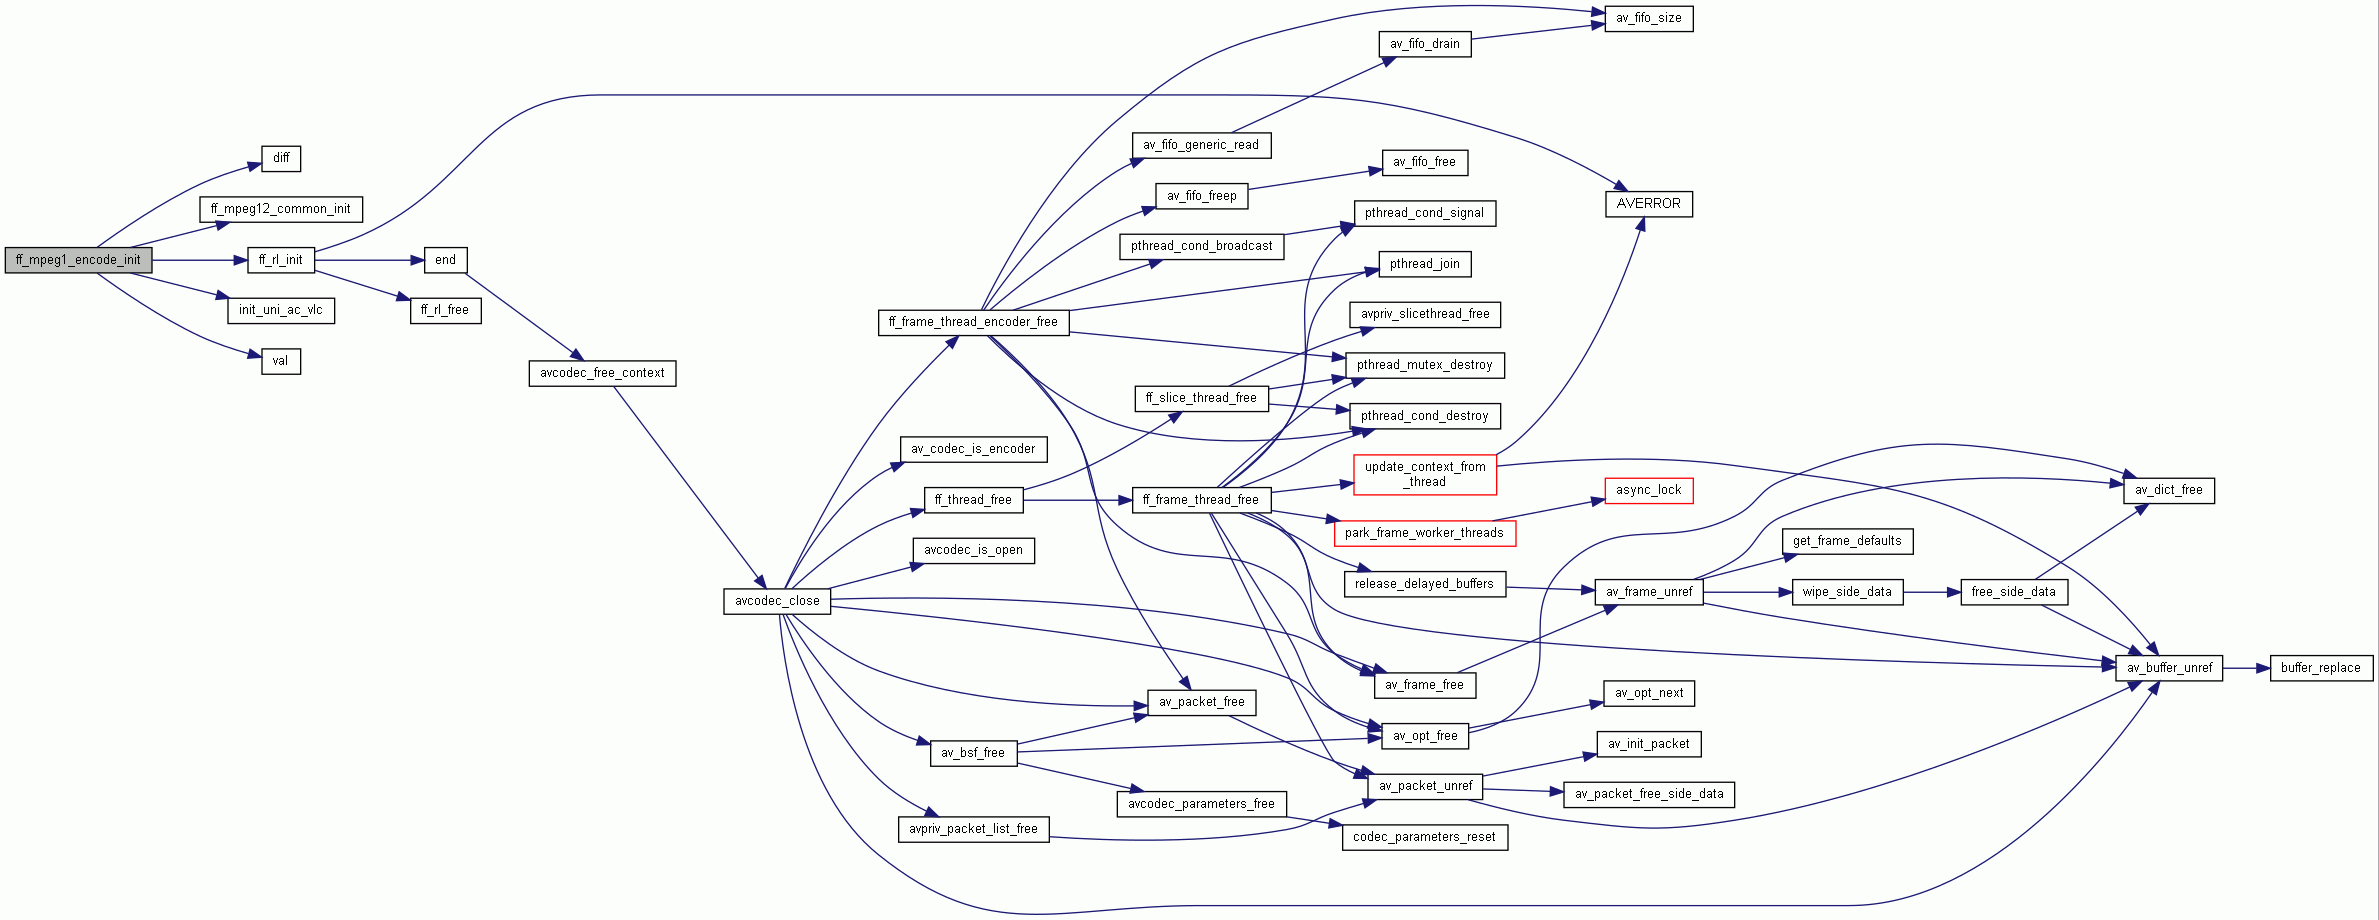 ff_mpeg1_encode_init
diff
ff_mpeg12_common_init
ff_rl_init
init_uni_ac_vlc
val
end
ff_rl_free
avcodec_free_context
avcodec_close
ff_frame_thread_encoder_free
av_codec_is_encoder
ff_thread_free
avcodec_is_open
av_bsf_free
avpriv_packet_list_free
av_fifo_generic_read
av_fifo_freep
pthread_cond_broadcast
ff_slice_thread_free
ff_frame_thread_free
av_packet_free
avcodec_parameters_free
av_fifo_drain
av_fifo_free
pthread_cond_signal
pthread_join
avpriv_slicethread_free
pthread_mutex_destroy
pthread_cond_destroy
update_context_from
_thread
park_frame_worker_threads
release_delayed_buffers
av_frame_free
av_opt_free
av_packet_unref
codec_parameters_reset
av_fifo_size
AVERROR
async_lock
av_frame_unref
av_opt_next
av_init_packet
av_packet_free_side_data
get_frame_defaults
wipe_side_data
free_side_data
av_dict_free
av_buffer_unref
buffer_replace